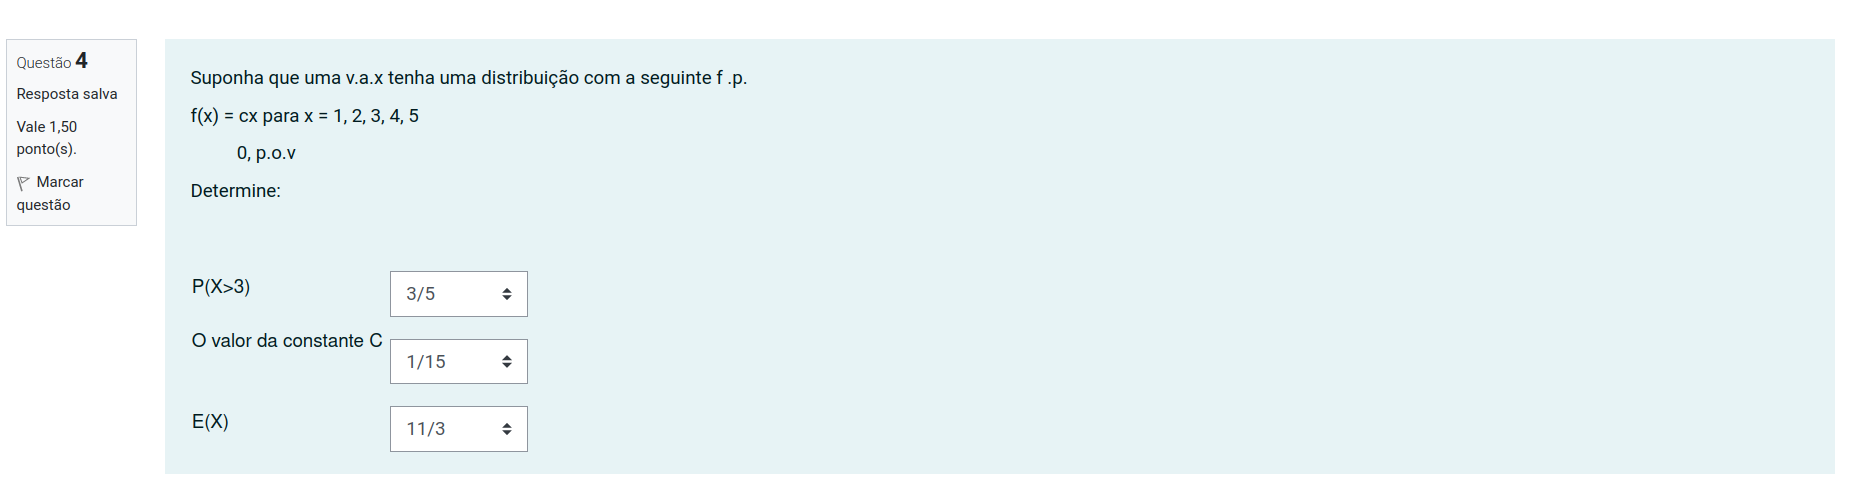 Questão 4
Resposta salva
Vale 1,50
ponto(s).
Marcar
questão
Suponha que uma v.a.x tenha uma distribuição com a seguinte f .p.
f(x) = cx para x = 1, 2, 3, 4, 5
0, p.o.v
Determine:
P(X>3)
3/5
O valor da constante C
1/15
E(X)
11/3